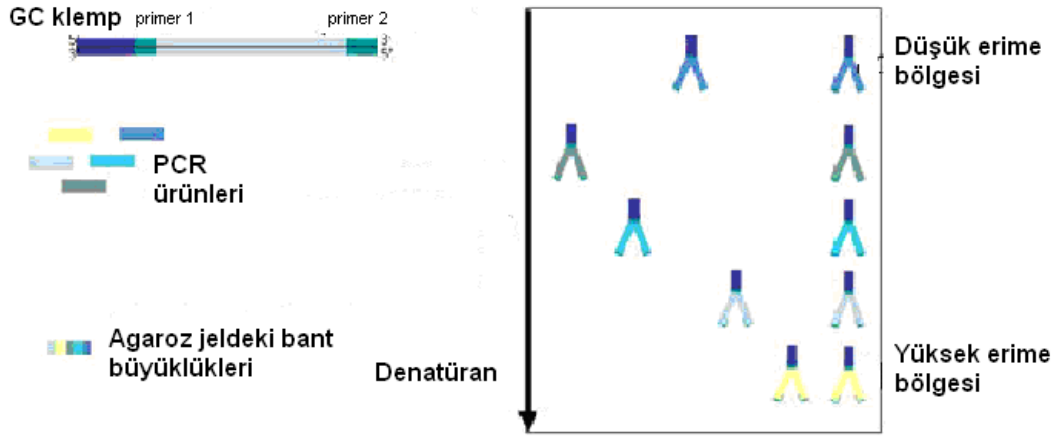 GC klemp
primer 1
primer 2
PCR
ürünleri
Agaroz jeldeki bant
büyüklükleri
Denatüran
Düşük erime
bölgesi
Yüksek erime
bölgesi